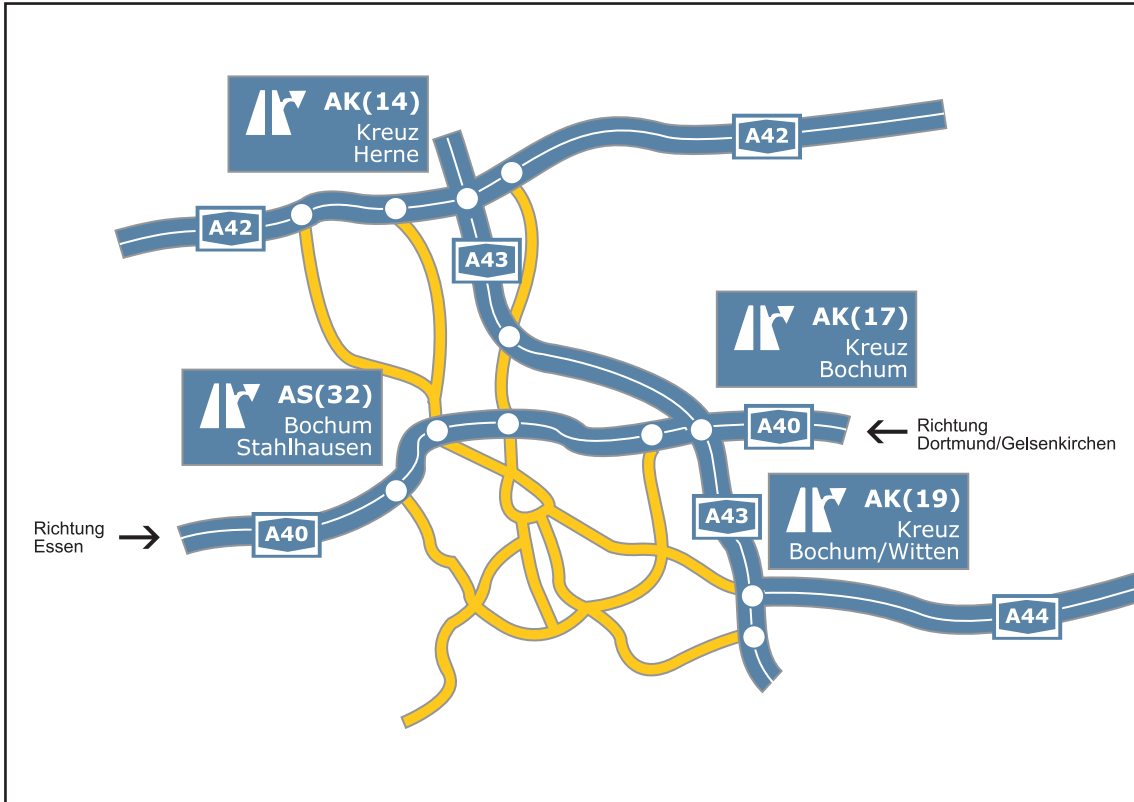 AK(14)
Kreuz
Herne
A42
A42
A43
AK(17)
Kreuz
Bochum
AS(32)
Bochum
Stahlhausen
A40
Richtung
Dortmund/Gelsenkirchen
AK(19)
Kreuz
Bochum/Witten
A43
Richtung
Essen
A40
A44